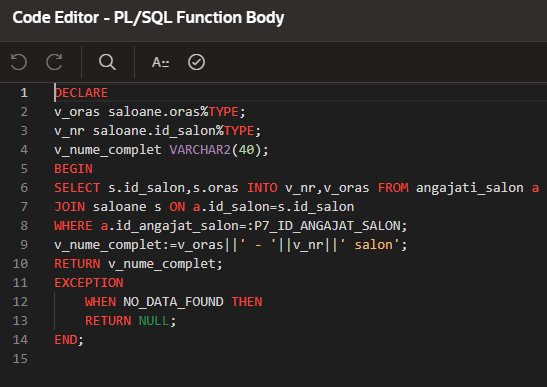 Code Editor - PL/SQL Function Body
A
1 DECLARE
2 v_oras saloane.oras%TYPE;
3 v_nr saloane.id_salon%TYPE;
4 v_nume_complet VARCHAR2(40);
5 BEGIN
6 SELECT s.id_salon,s.oras INTO v_nr,v_oras FROM angajati_salon a
7 JOIN saloane s ON a.id_salon=s.id_salon
8 WHERE a.id_angajat_salon=:P7_ID_ANGAJAT_SALON;
9 v_nume_complet:=v_oras||' - '||v_nr||' salon';
10 RETURN v_nume_complet;
11 EXCEPTION
12 WHEN NO_DATA_FOUND THEN
13 RETURN NULL;
14 END;
15